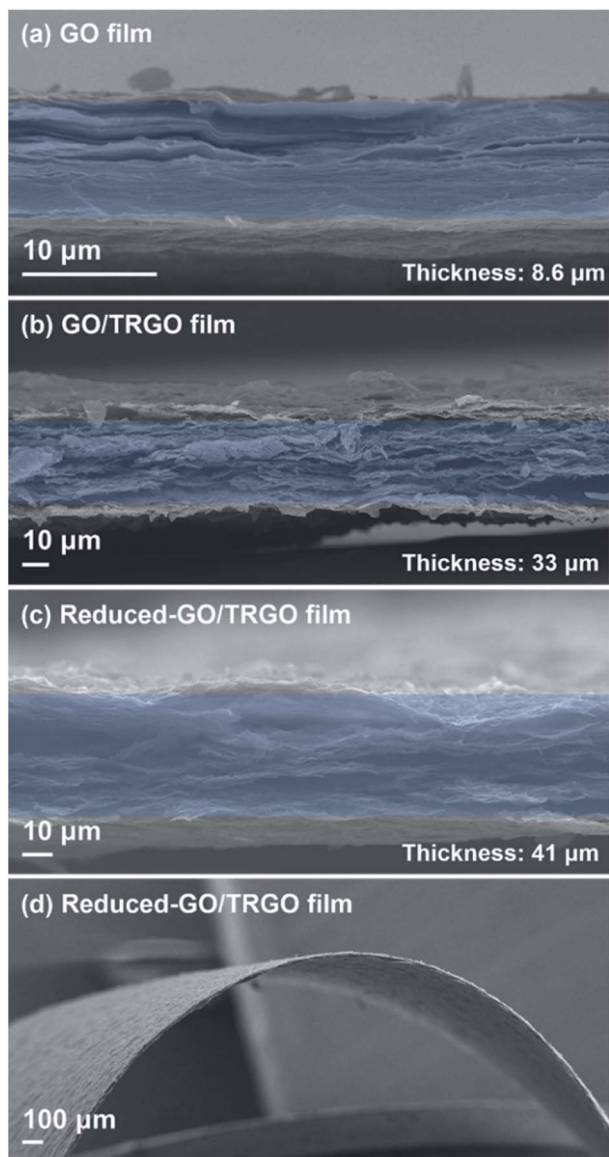 (a) GO film
10 µm
Thickness: 8.6 µm
(b) GO/TRGO film
10 µm
Thickness: 33 µm
(c) Reduced-GO/TRGO film
10 µm
Thickness: 41 µm
(d) Reduced-GO/TRGO film
100 µm